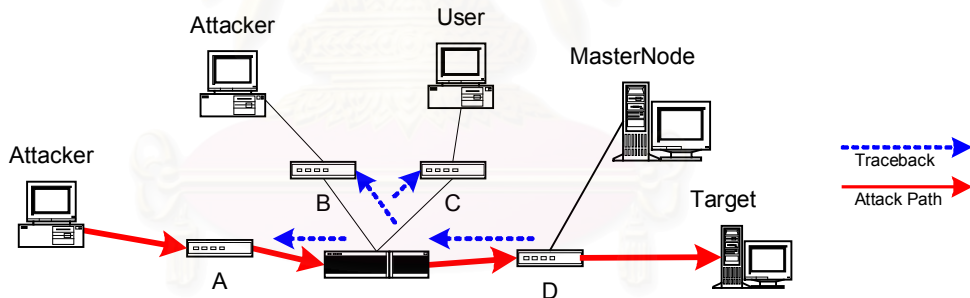 Attacker
User
MasterNode
Attacker
B
C
Traceback
Attack Path
Target
A
D